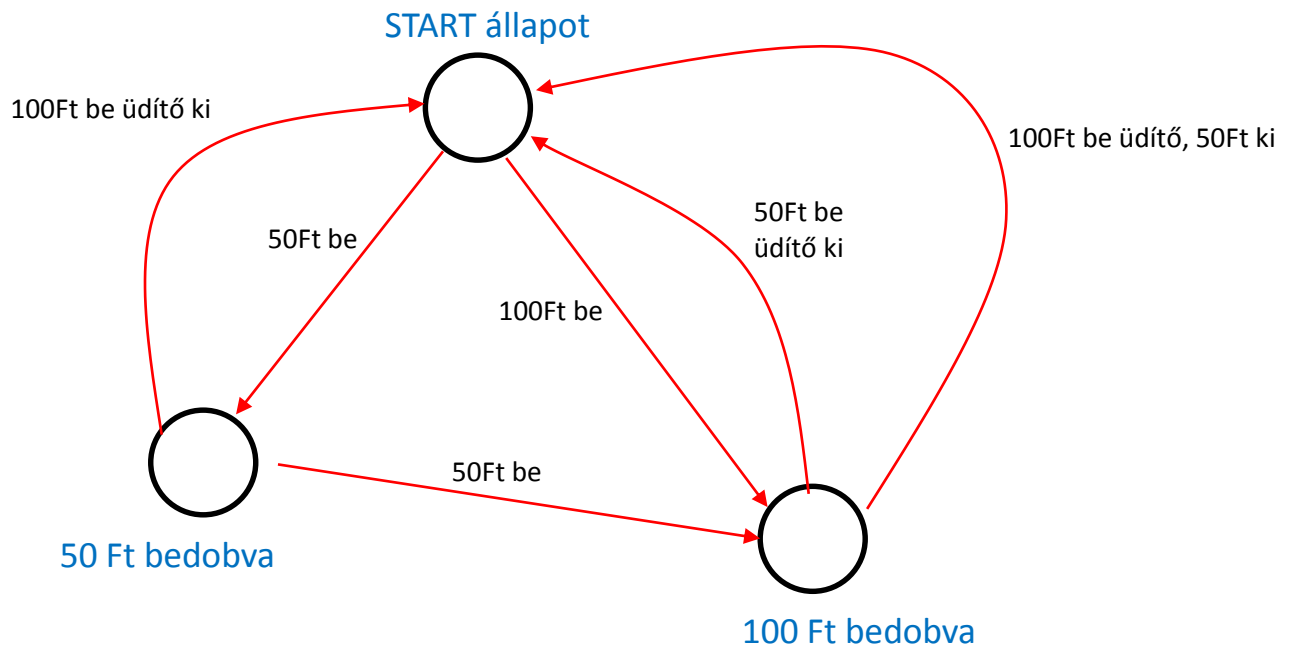 START állapot
100Ft be üdítő ki
100Ft be üdítő, 50Ft ki
50Ft be
üdítő ki
50Ft be
100Ft be
50Ft be
50 Ft bedobva
100 Ft bedobva